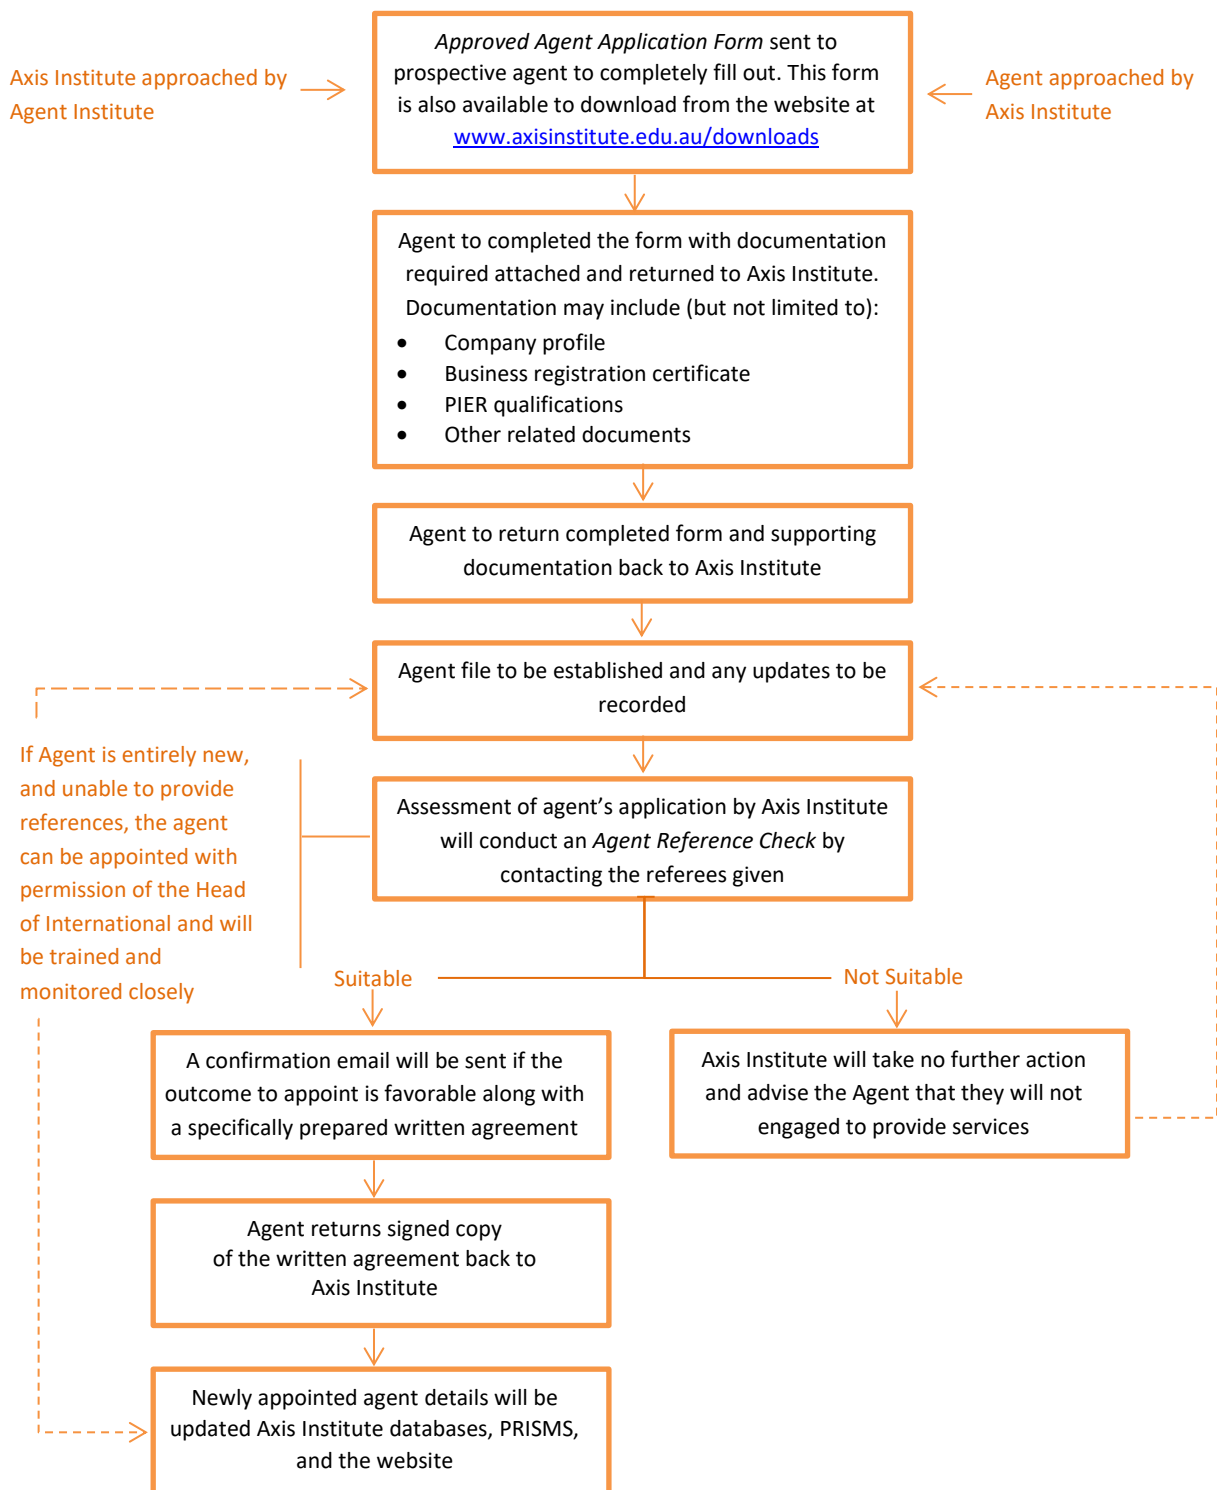 Approved Agent Application Form sent to
prospective agent to completely fill out. This form
is also available to download from the website at
www.axisinstitute.edu.au/downloads
Axis Institute approached by
Agent Institute
Agent approached by
Axis Institute
Agent to completed the form with documentation
required attached and returned to Axis Institute.
Documentation may include (but not limited to):
• Company profile
• Business registration certificate
• PIER qualifications
• Other related documents
Agent to return completed form and supporting
documentation back to Axis Institute
Agent file to be established and any updates to be
recorded
If Agent is entirely new,
and unable to provide
references, the agent
can be appointed with
permission of the Head
of International and will
be trained and
monitored closely
Assessment of agent’s application by Axis Institute
will conduct an Agent Reference Check by
contacting the referees given
Suitable
Not Suitable
A confirmation email will be sent if the
outcome to appoint is favorable along with
a specifically prepared written agreement
Axis Institute will take no further action
and advise the Agent that they will not
engaged to provide services
Agent returns signed copy
of the written agreement back to
Axis Institute
Newly appointed agent details will be
updated Axis Institute databases, PRISMS,
and the website